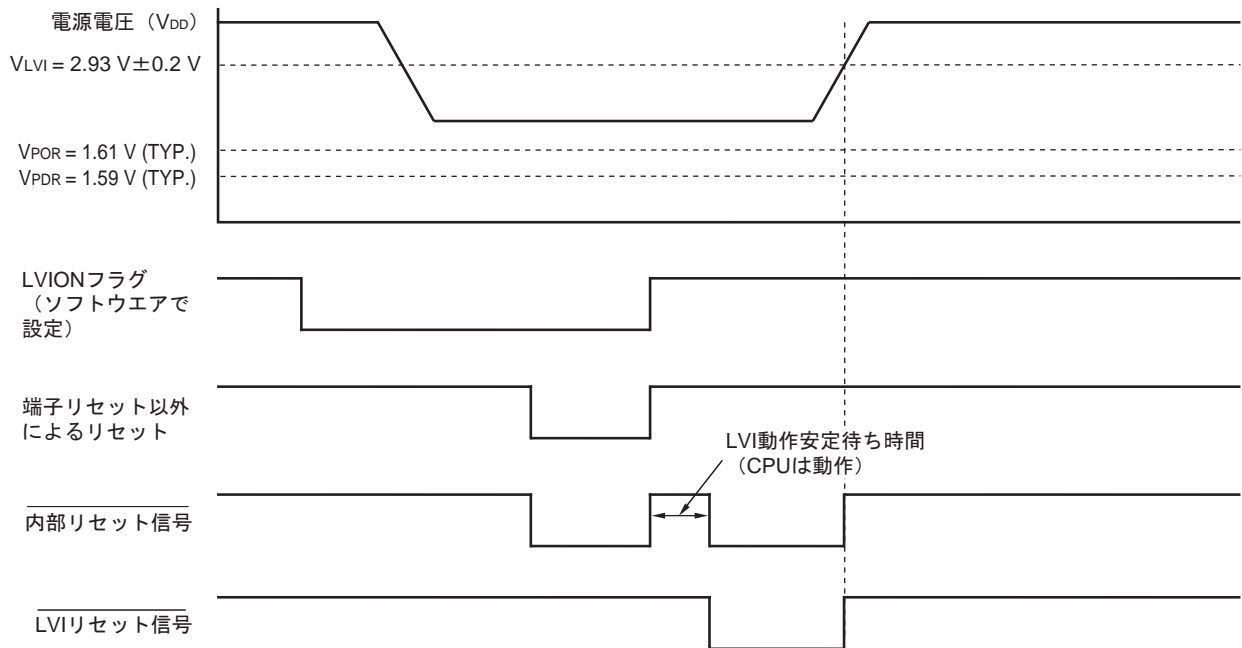 電源電圧（VDD）
VLVI = 2.93 V±0.2 V
VPOR = 1.61 V (TYP.)
VPDR = 1.59 V (TYP.)
LVIONフラグ
（ソフトウエアで
設定）
端子リセット以外
によるリセット
LVI動作安定待ち時間
（CPUは動作）
内部リセット信号
LVIリセット信号